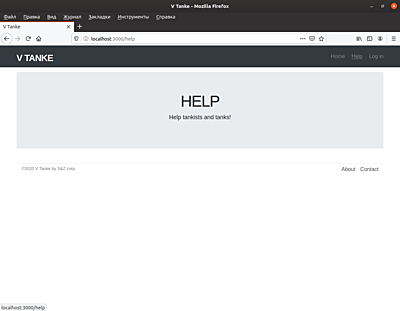 V Tanke - Mozilla Firefox
Файл Правка Вид Журнал Закладки Инструменты Справка
V Tanke
localhost:3000/help
V TANKE
Home Help Log in
HELP
Help tankists and tanks!
©2020 V Tanke by S&Z corp.
About Contact
localhost:3000/help